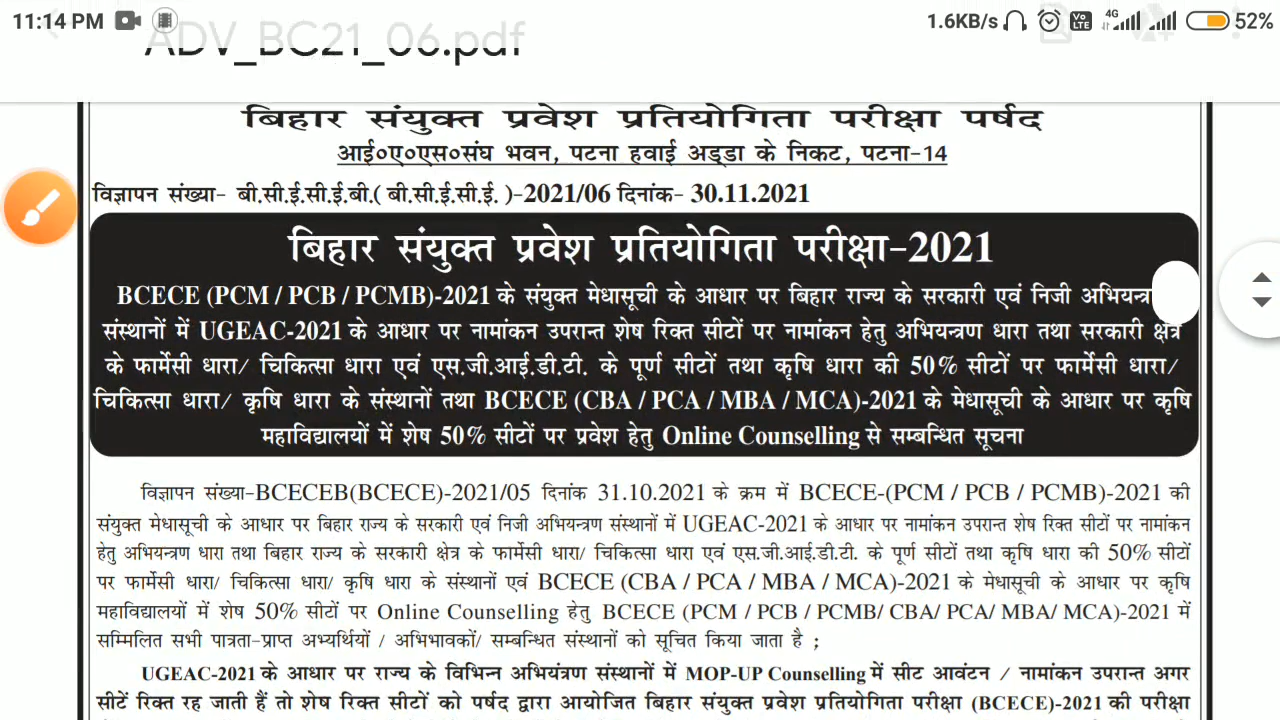 11:14 PM 1.6KB/s Vo LTE 4G 52%
ADV_BC21_06.pdf
बिहार संयुक्त प्रवेश प्रतियोगिता परीक्षा पर्षद
आई०ए०एस०संघ भवन, पटना हवाई अड्डा के निकट, पटना-14
विज्ञापन संख्या- बी.सी.ई.सी.ई.बी.( बी.सी.ई.सी.ई. )-2021/06 दिनांक- 30.11.2021
बिहार संयुक्त प्रवेश प्रतियोगिता परीक्षा-2021
BCECE (PCM / PCB / PCMB)-2021 के संयुक्त मेधासूची के आधार पर बिहार राज्य के सरकारी एवं निजी
संस्थानों में UGEAC-2021 के आधार पर नामांकन उपरान्त शेष रिक्त सीटों पर नामांकन हेतु अभियन्त्रण धारा तथा सरकारी क्षेत्र
के फार्मेसी धारा/ चिकित्सा धारा एवं एस.जी.आई.डी.टी. के पूर्ण सीटों तथा कृषि धारा की 50% सीटों पर फार्मेसी धारा/
चिकित्सा धारा/ कृषि धारा के संस्थानों तथा BCECE (CBA / PCA / MBA / MCA)-2021 के मेधासूची के आधार पर कृषि
महाविद्यालयों में शेष 50% सीटों पर प्रवेश हेतु Online Counselling से सम्बन्धित सूचना
विज्ञापन संख्या-BCECEB(BCECE)-2021/05 दिनांक 31.10.2021 के क्रम में BCECE-(PCM / PCB / PCMB)-2021 की
संयुक्त मेधासूची के आधार पर बिहार राज्य के सरकारी एवं निजी अभियन्त्रण संस्थानों में UGEAC-2021 के आधार पर नामांकन उपरान्त शेष रिक्त सीटों पर नामांकन
हेतु अभियन्त्रण धारा तथा बिहार राज्य के सरकारी क्षेत्र के फार्मेसी धारा/ चिकित्सा धारा एवं एस.जी.आई.डी.टी. के पूर्ण सीटों तथा कृषि धारा की 50% सीटों
पर फार्मेसी धारा/ चिकित्सा धारा/ कृषि धारा के संस्थानों एवं BCECE (CBA / PCA / MBA / MCA)-2021 के मेधासूची के आधार पर कृषि
महाविद्यालयों में शेष 50% सीटों पर Online Counselling हेतु BCECE (PCM / PCB / PCMB/ CBA/ PCA/ MBA/ MCA)-2021 में
सम्मिलित सभी पात्रता-प्राप्त अभ्यर्थियों / अभिभावकों/ सम्बन्धित संस्थानों को सूचित किया जाता है ;
UGEAC-2021 के आधार पर राज्य के विभिन्न अभियंत्रण संस्थानों में MOP-UP Counselling में सीट आवंटन / नामांकन उपरान्त अगर
सीटें रिक्त रह जाती हैं तो शेष रिक्त सीटों को पर्षद द्वारा आयोजित बिहार संयुक्त प्रवेश प्रतियोगिता परीक्षा (BCECE)-2021 की परीक्षा